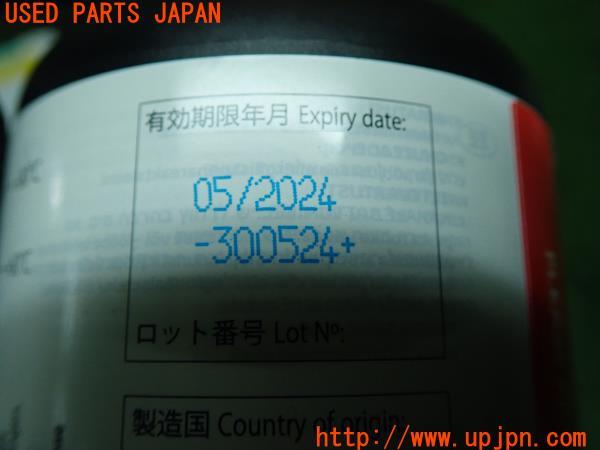 USED PARTS JAPAN
有効期限年月 Expiry date:
05/2024
-300524+
ロット番号 Lot Nº:
製造国 Country of origin:
http://www.upjpn.com